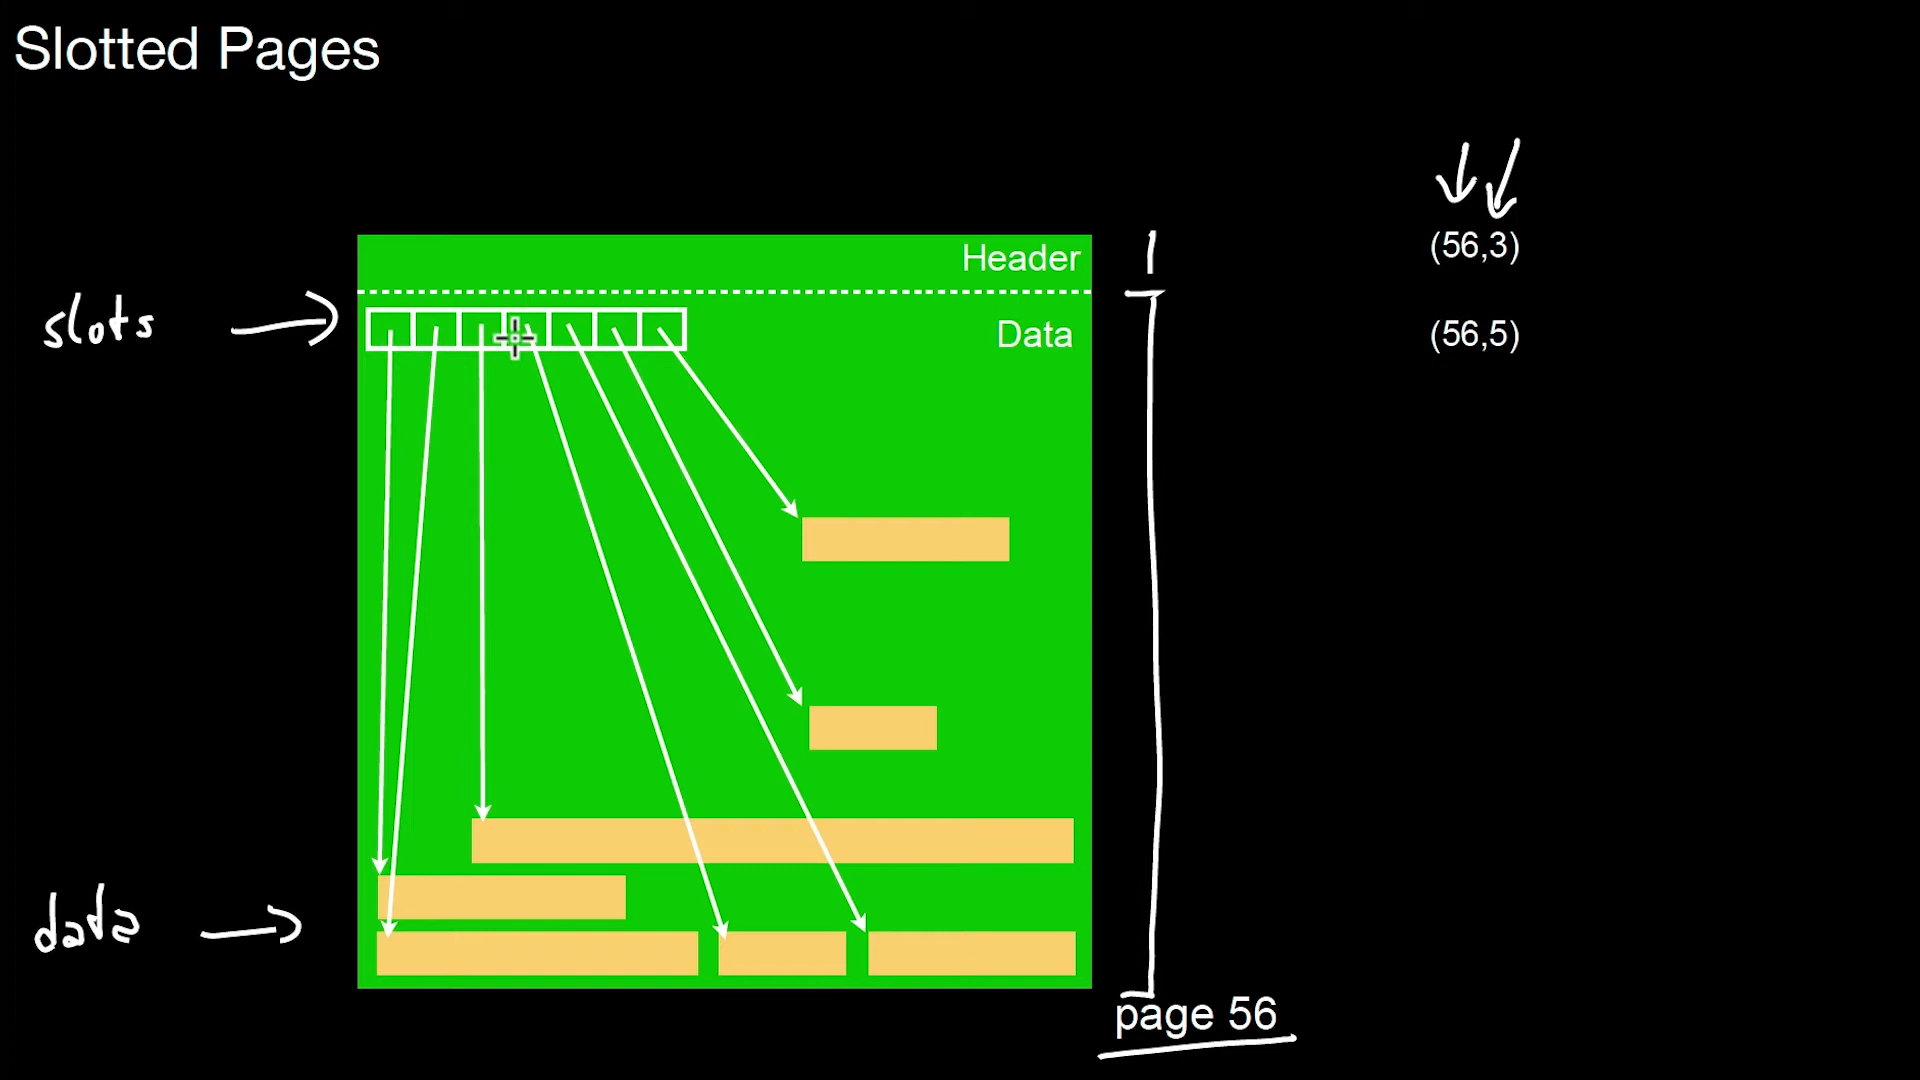 Slotted Pages
Header
(56,3)
slots
Data
(56,5)
data
page 56